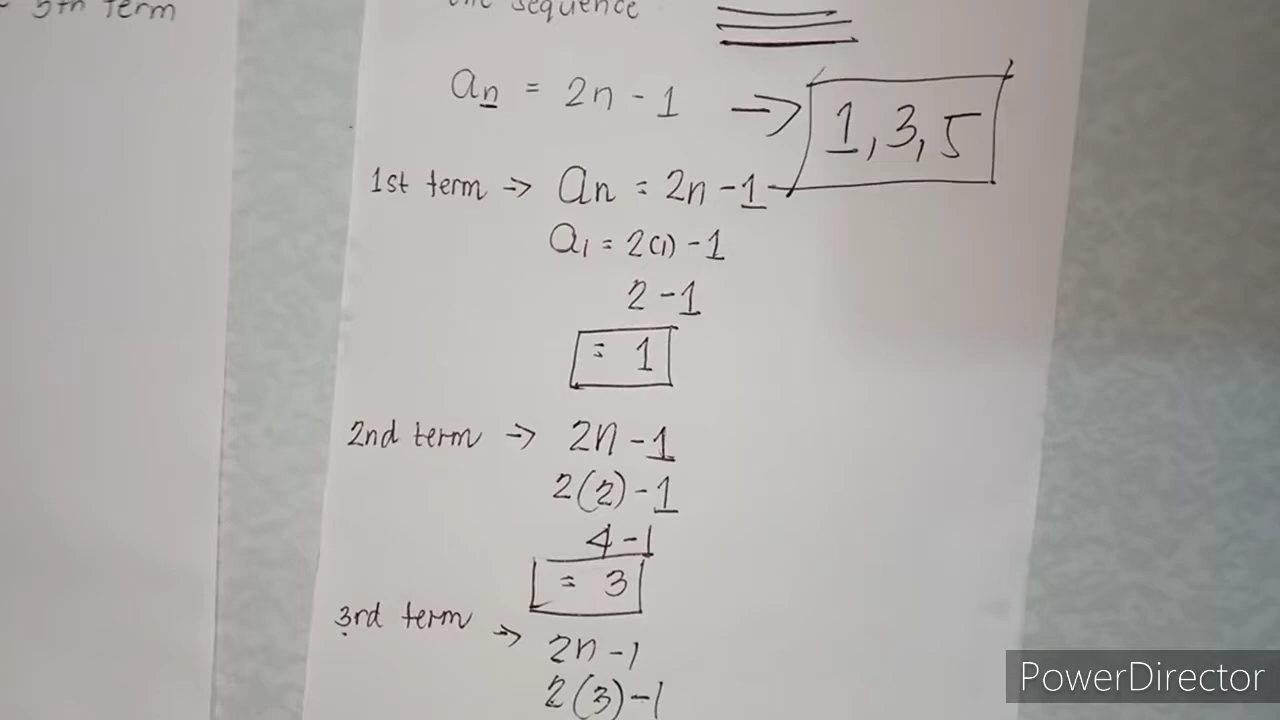 5th term
the sequence
an = 2n - 1 → 1, 3, 5
1st term ⇒ an = 2n - 1
a1 = 2(1) - 1
2 - 1
= 1
2nd term → 2n - 1
2(2) - 1
4 - 1
= 3
3rd term → 2n - 1
2(3) - 1
PowerDirector